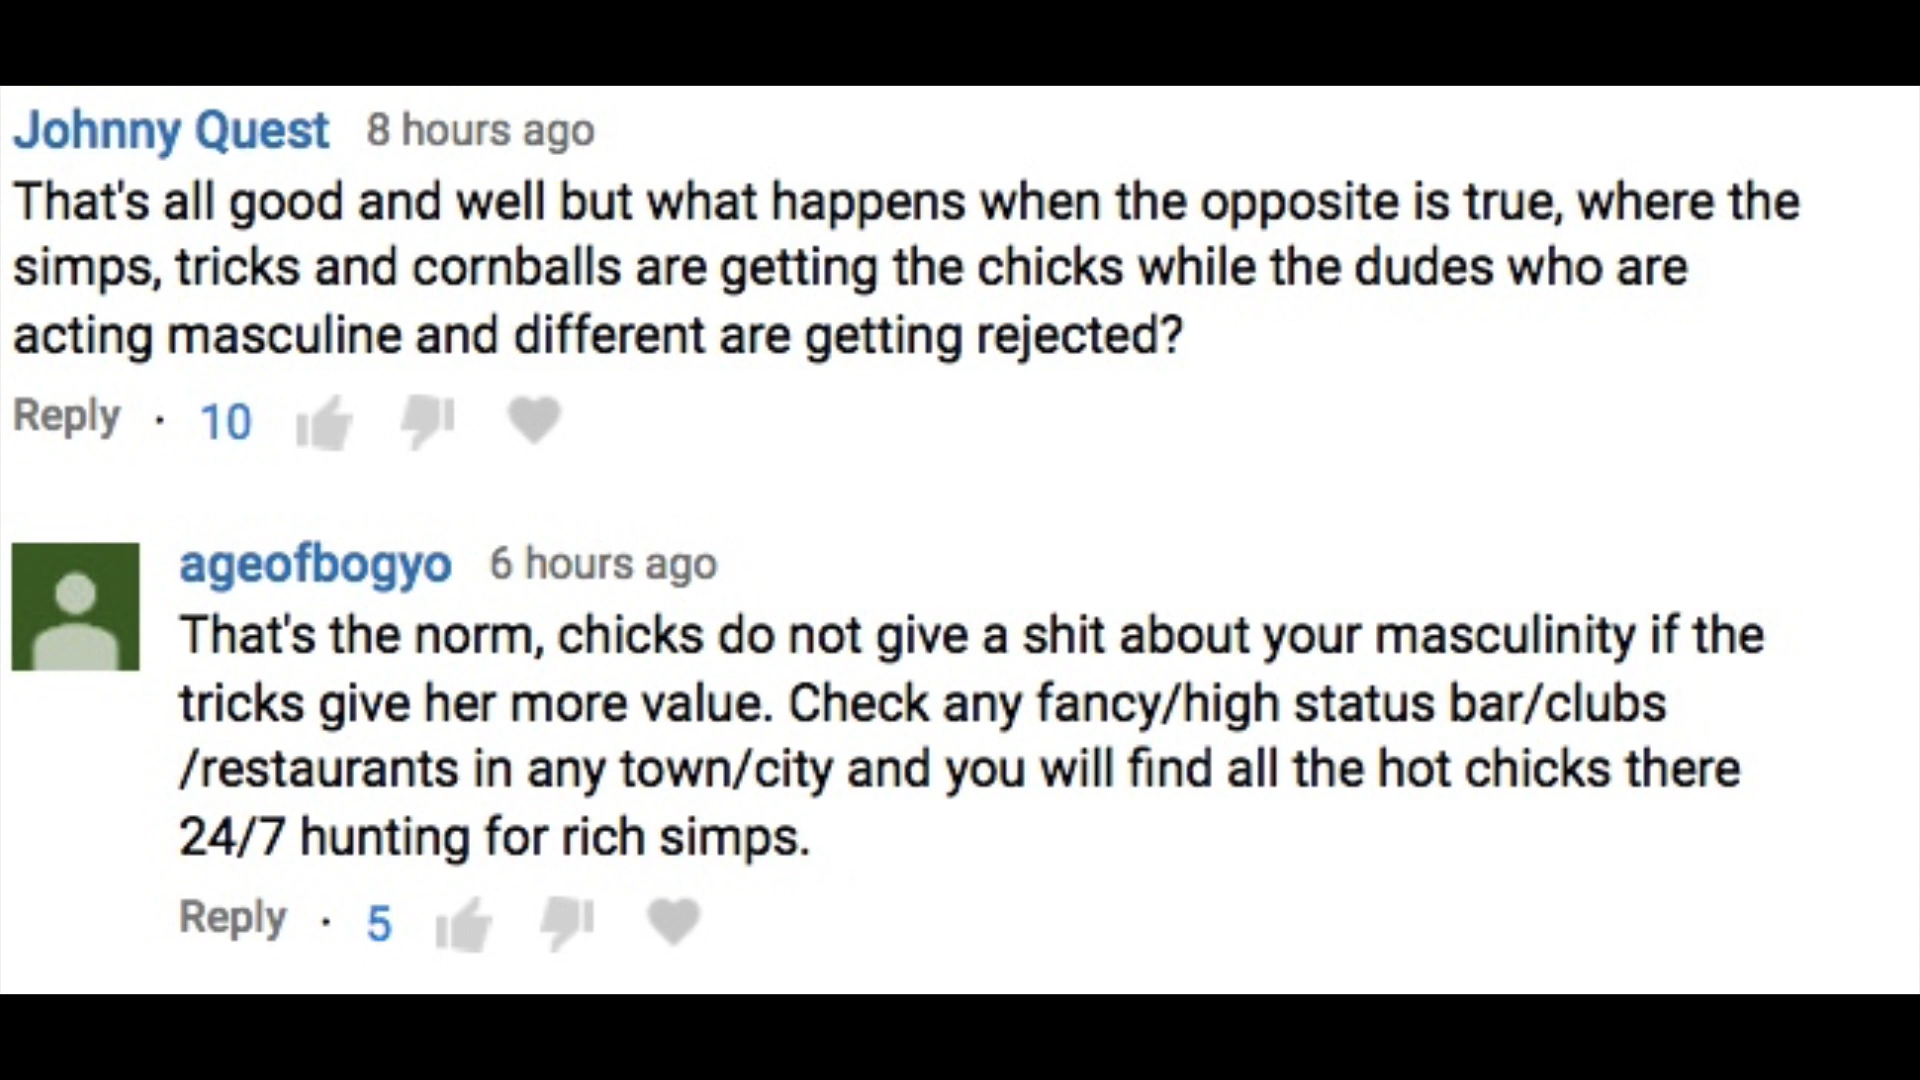 Johnny Quest 8 hours ago
That's all good and well but what happens when the opposite is true, where the
simps, tricks and cornballs are getting the chicks while the dudes who are
acting masculine and different are getting rejected?
Reply · 10
ageofbogyo 6 hours ago
That's the norm, chicks do not give a shit about your masculinity if the
tricks give her more value. Check any fancy/high status bar/clubs
/restaurants in any town/city and you will find all the hot chicks there
24/7 hunting for rich simps.
Reply · 5